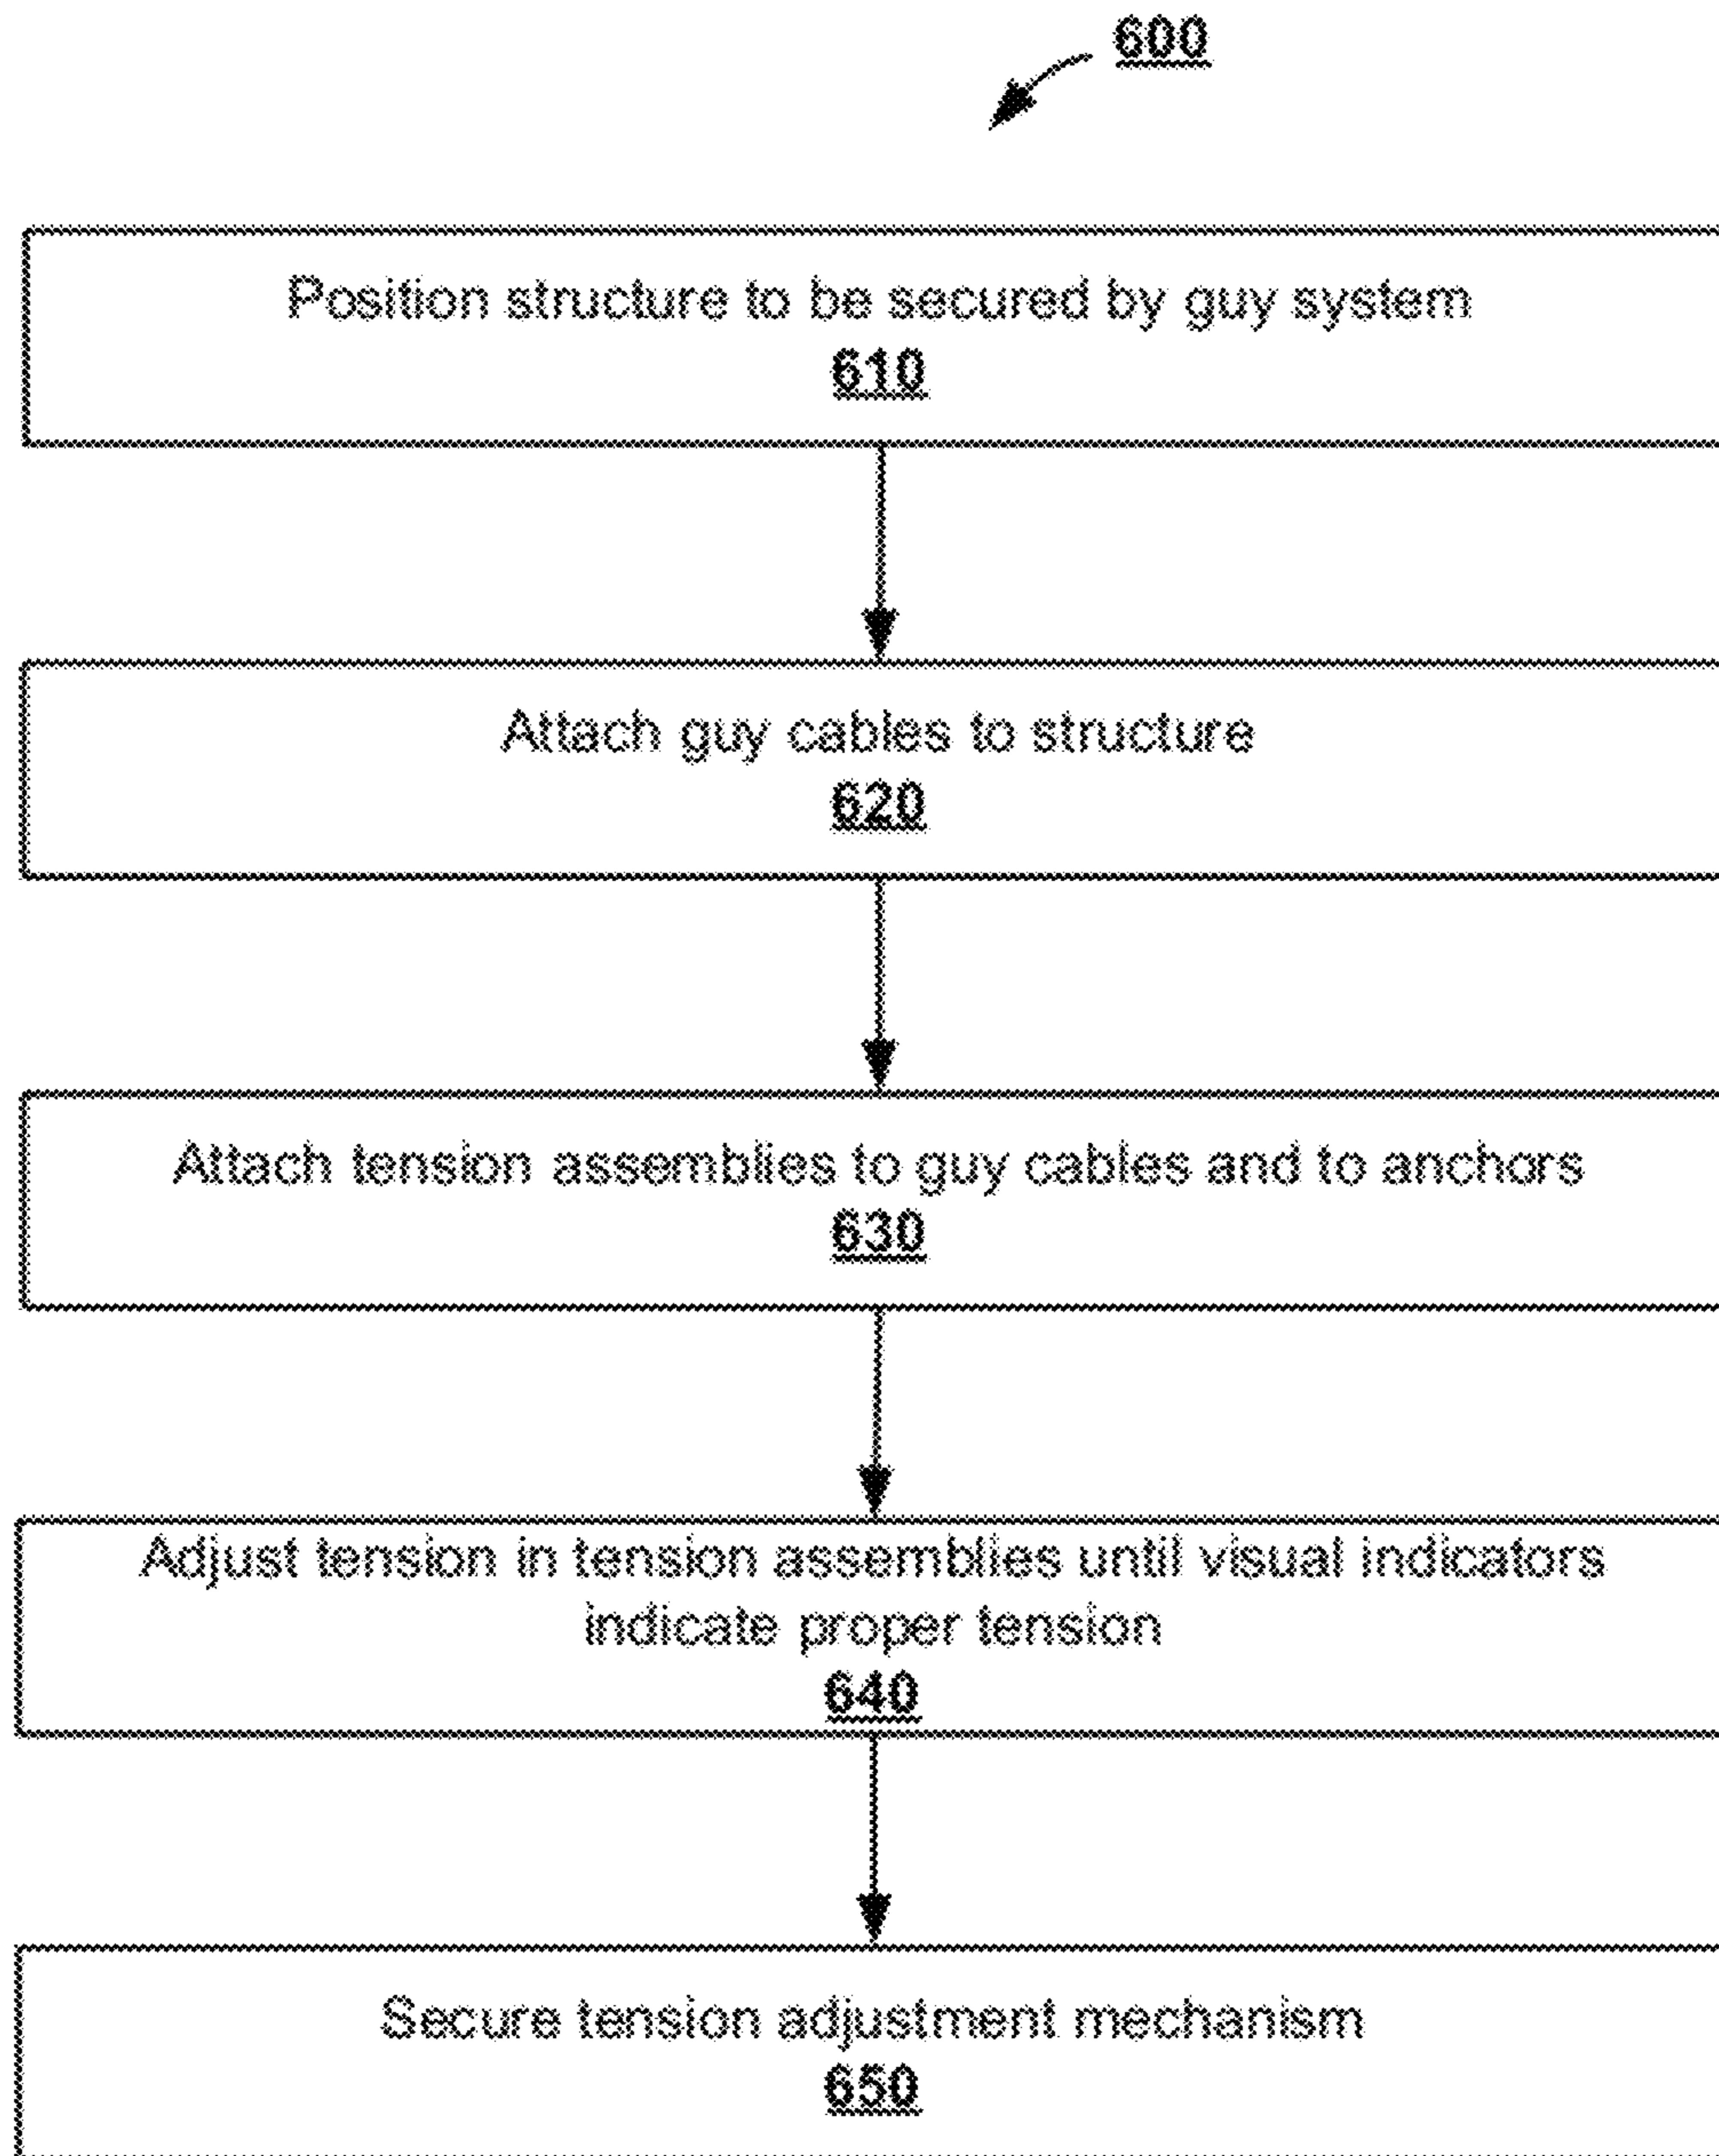 600
Position structure to be secured by guy system
610
Attach guy cables to structure
620
Attach tension assemblies to guy cables and to anchors
630
Adjust tension in tension assemblies until visual indicators
indicate proper tension
640
Secure tension adjustment mechanism
650